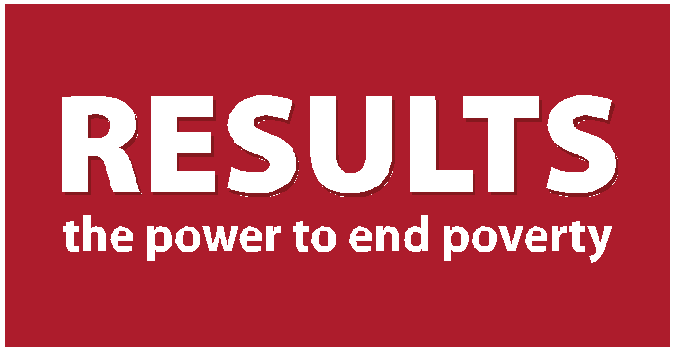 RESULTS
the power to end poverty